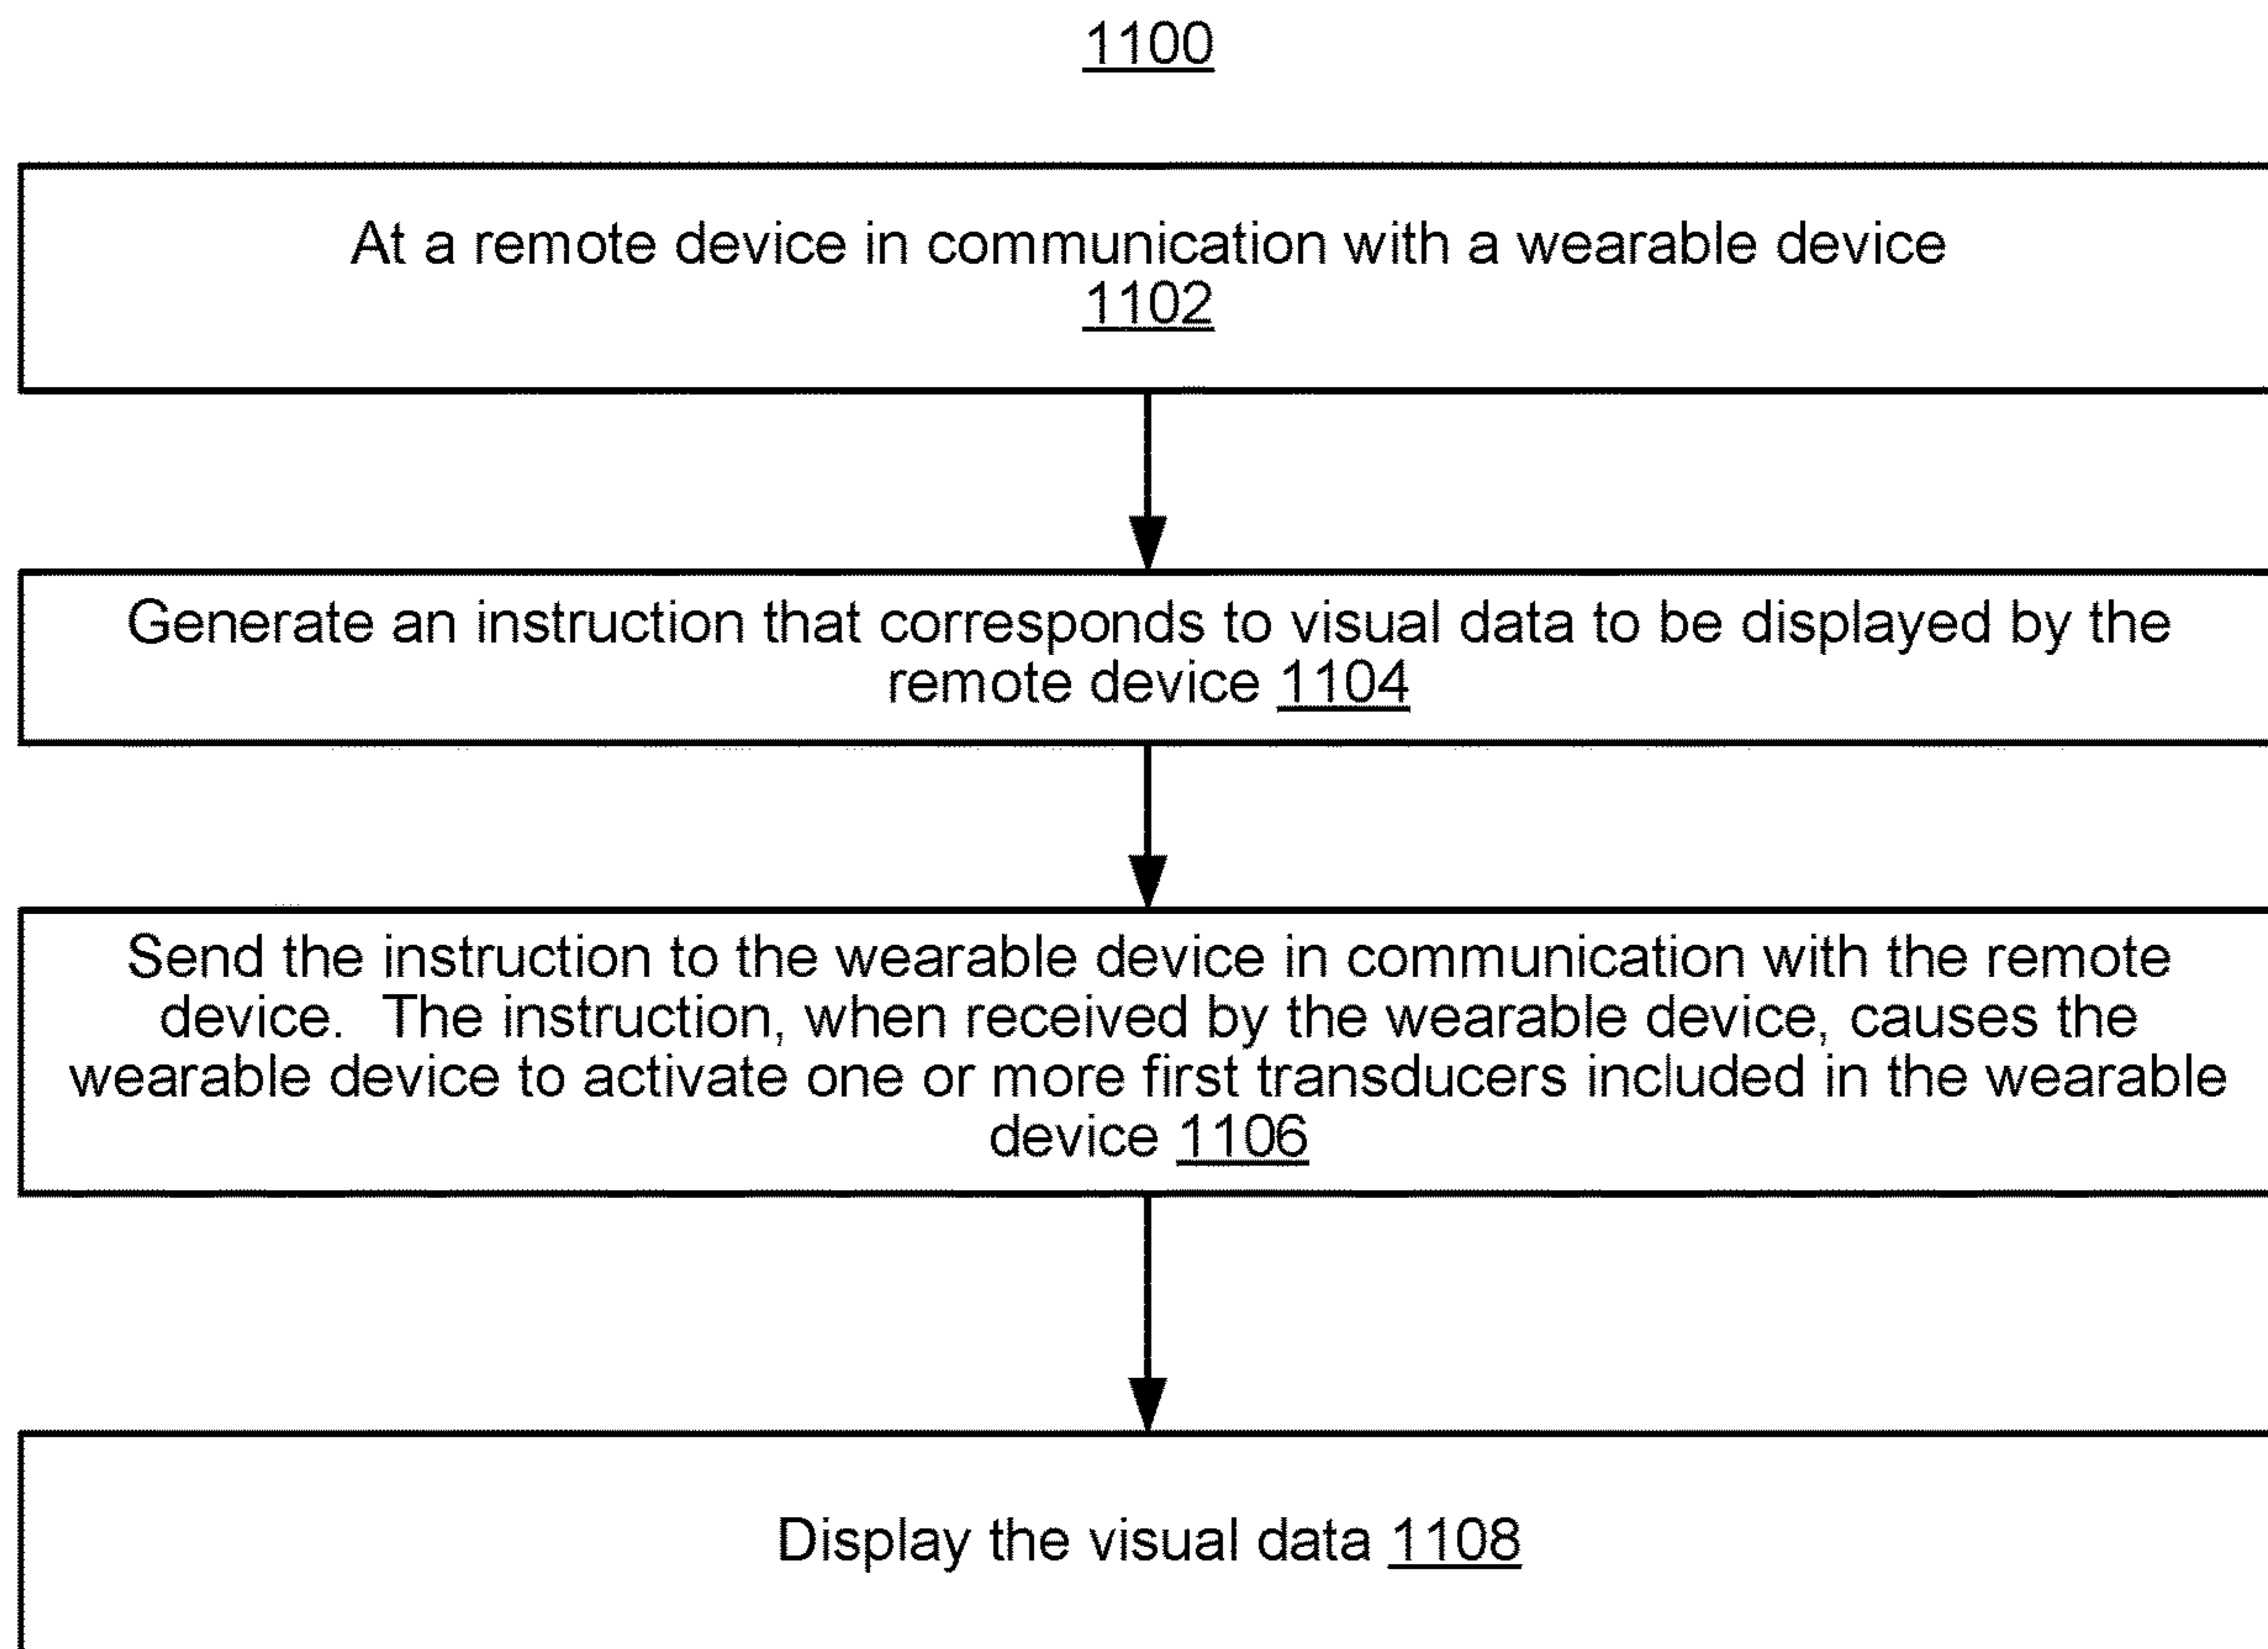 1100
At a remote device in communication with a wearable device
1102
Generate an instruction that corresponds to visual data to be displayed by the
remote device 1104
Send the instruction to the wearable device in communication with the remote
device.  The instruction, when received by the wearable device, causes the
wearable device to activate one or more first transducers included in the wearable
device 1106
Display the visual data 1108